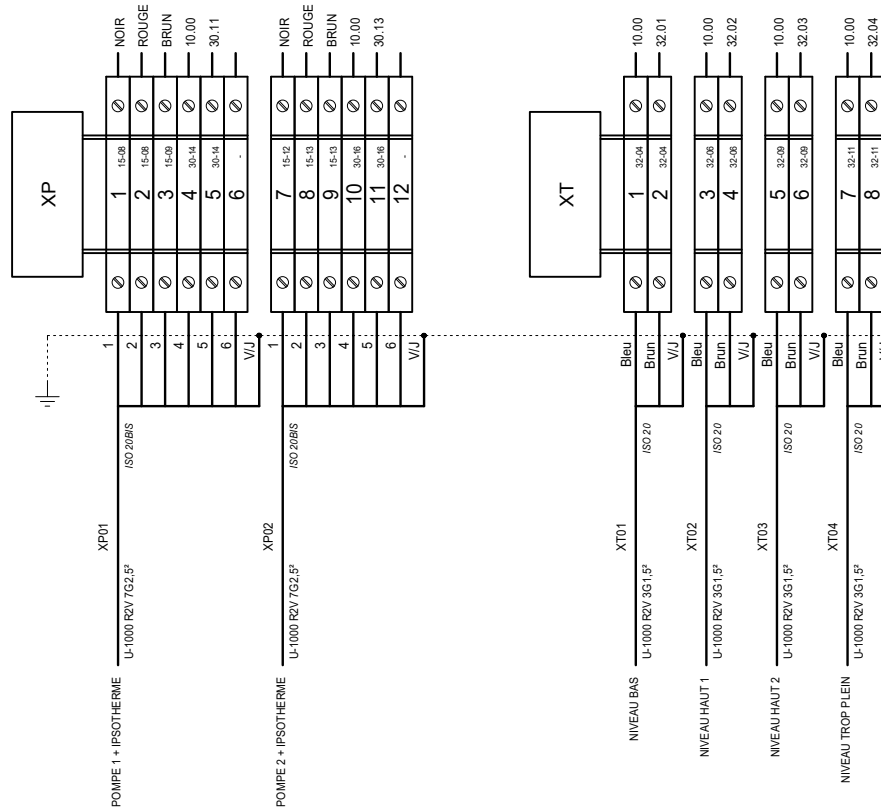 XP
NOIR
ROUGE
BRUN
10.00
30.11
1 15-08
2 15-08
3 15-09
4 30-14
5 30-14
6 -
1
2
3
4
5
6
V/J
ISO 20BIS
XP01
U-1000 R2V 7G2,5²
POMPE 1 + IPSOTHERME
NOIR
ROUGE
BRUN
10.00
30.13
7 15-12
8 15-13
9 15-13
10 30-16
11 30-16
12 -
1
2
3
4
5
6
V/J
ISO 20BIS
XP02
U-1000 R2V 7G2,5²
POMPE 2 + IPSOTHERME
XT
10.00
32.01
1 32-04
2 32-04
Bleu
Brun
V/J
ISO 20
XT01
U-1000 R2V 3G1,5²
NIVEAU BAS
10.00
32.02
3 32-06
4 32-06
Bleu
Brun
V/J
ISO 20
XT02
U-1000 R2V 3G1,5²
NIVEAU HAUT 1
10.00
32.03
5 32-09
6 32-09
Bleu
Brun
V/J
ISO 20
XT03
U-1000 R2V 3G1,5²
NIVEAU HAUT 2
10.00
32.04
7 32-11
8 32-11
Bleu
Brun
ISO 20
XT04
U-1000 R2V 3G1,5²
NIVEAU TROP PLEIN